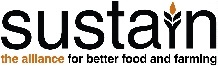 sustain
the alliance for better food and farming